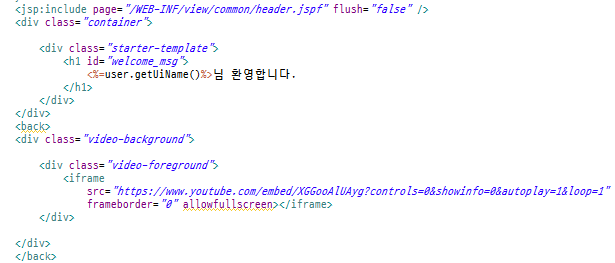 <jsp:include page="/WEB-INF/view/common/header.jspf" flush="false" />
<div class="container">
<div class="starter-template">
<h1 id="welcome_msg">
<%=user.getUiName()%>님 환영합니다.
</h1>
</div>
</div>
<back>
<div class="video-background">
<div class="video-foreground">
<iframe
src="https://www.youtube.com/embed/XGGooAlUAyg?controls=0&showinfo=0&autoplay=1&loop=1"
frameborder="0" allowfullscreen></iframe>
</div>
</div>
</back>